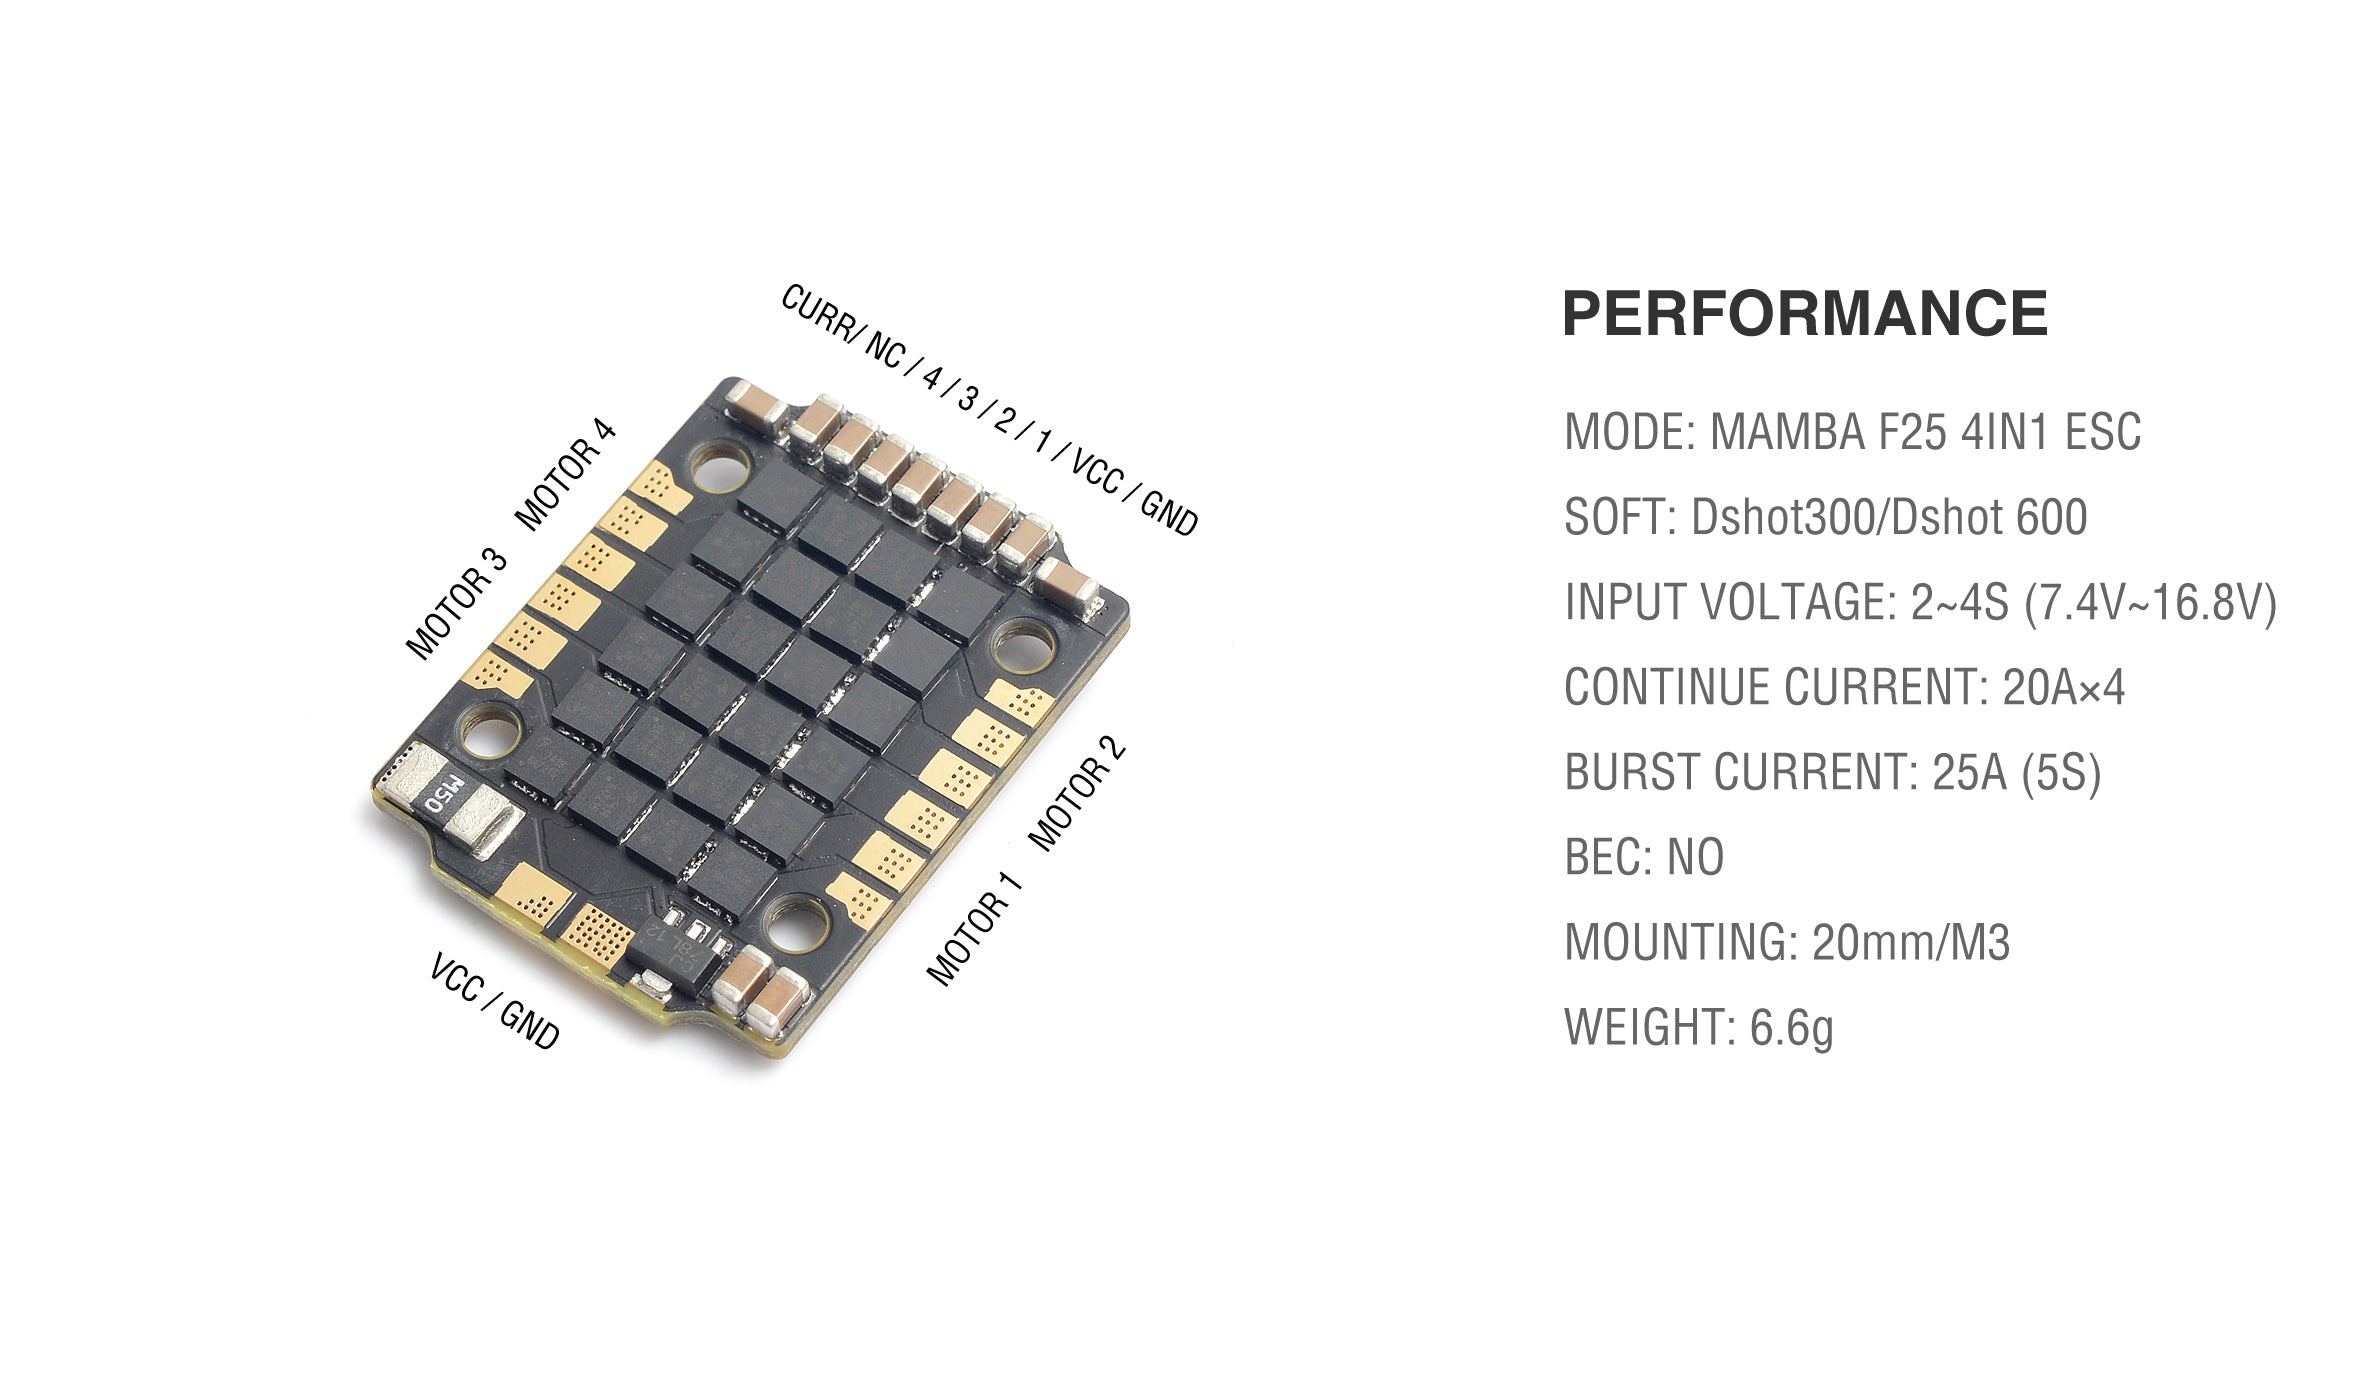 CURR/ NC / 4 / 3 / 2 / 1 / VCC / GND
MOTOR 4
MOTOR 3
MOTOR 2
MOTOR 1
VCC / GND
M50
78L12
PERFORMANCE
MODE: MAMBA F25 4IN1 ESC
SOFT: Dshot300/Dshot 600
INPUT VOLTAGE: 2~4S (7.4V~16.8V)
CONTINUE CURRENT: 20A×4
BURST CURRENT: 25A (5S)
BEC: NO
MOUNTING: 20mm/M3
WEIGHT: 6.6g